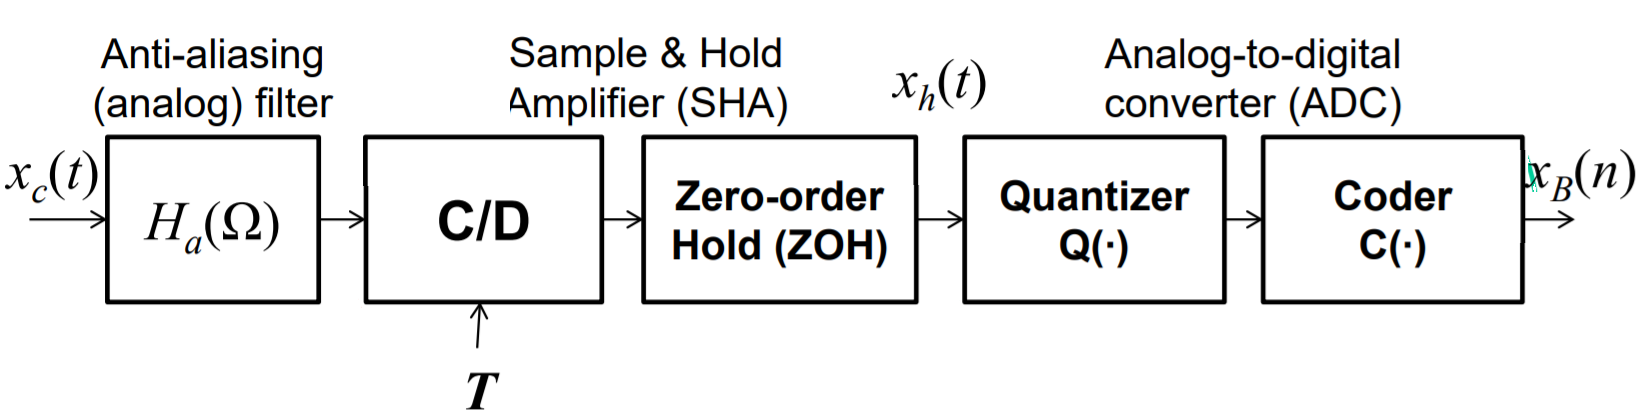 Anti-aliasing
(analog) filter
Sample & Hold
Amplifier (SHA)
x_h(t)
Analog-to-digital
converter (ADC)
x_c(t)
H_a(Ω)
C/D
Zero-order
Hold (ZOH)
Quantizer
Q(·)
Coder
C(·)
x_B(n)
T